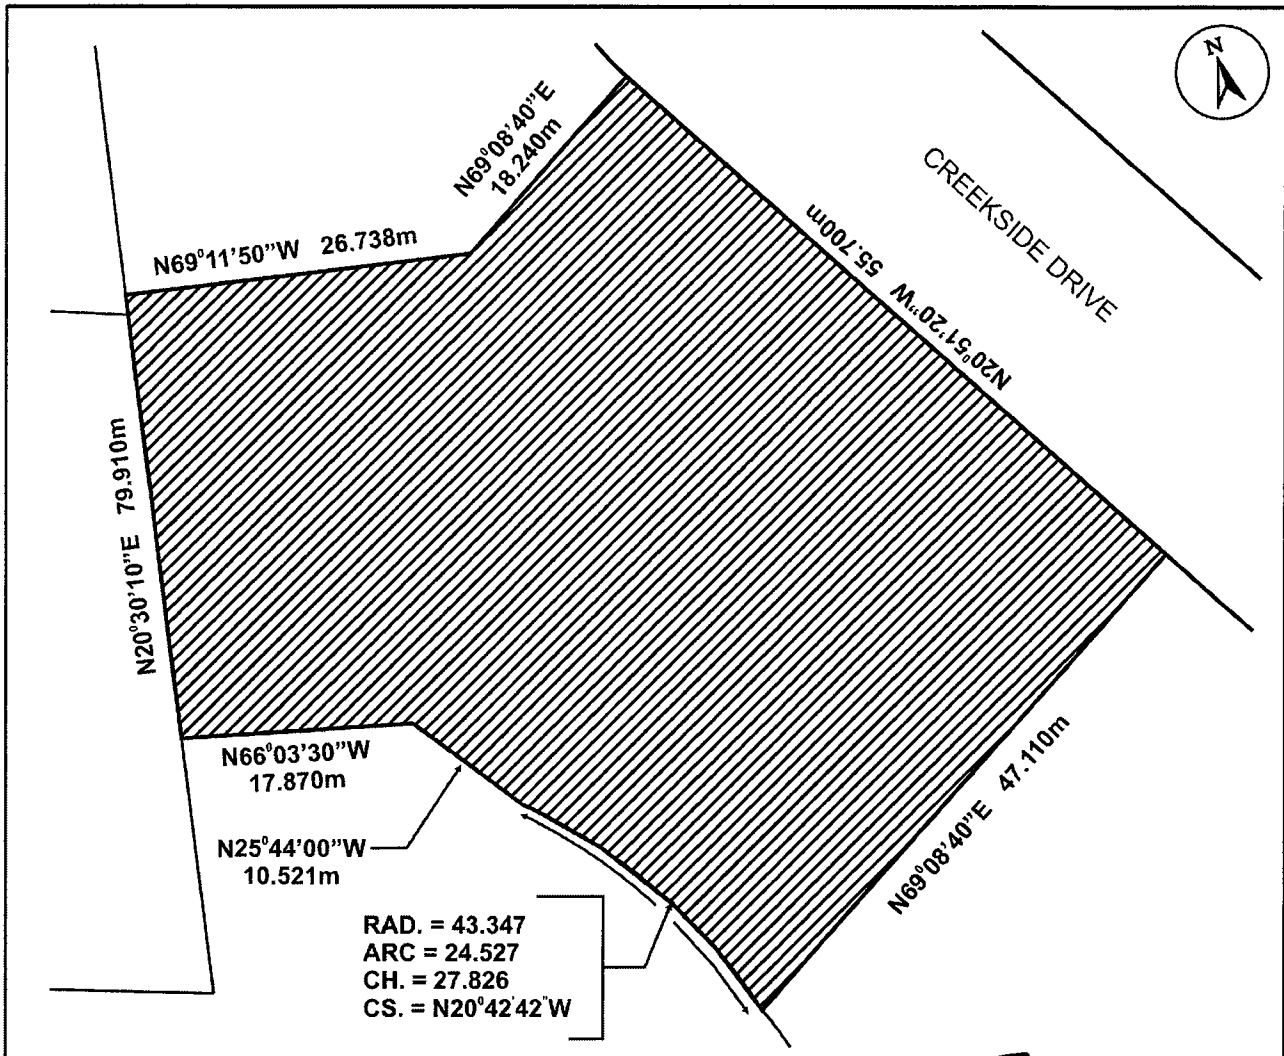 N
N69°08'40"E
18.240m
CREEKSIDE DRIVE
N69°11'50"W 26.738m
N20°51'20"W 55.700m
N20°30'10"E 79.910m
N66°03'30"W
17.870m
N25°44'00"W
10.521m
N69°08'40"E 47.110m
RAD. = 43.347
ARC = 24.527
CH. = 27.826
CS. = N20°42'42"W